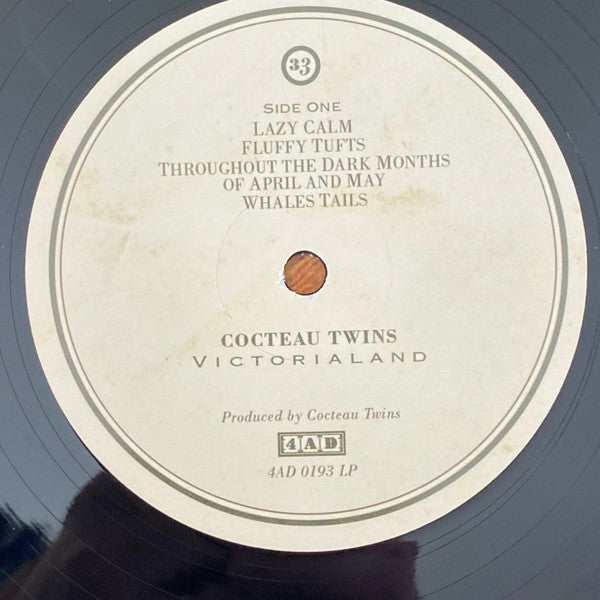 33
SIDE ONE
LAZY CALM
FLUFFY TUFTS
THROUGHOUT THE DARK MONTHS
OF APRIL AND MAY
WHALES TAILS
COCTEAU TWINS
VICTORIALAND
Produced by Cocteau Twins
4AD
4AD 0193 LP